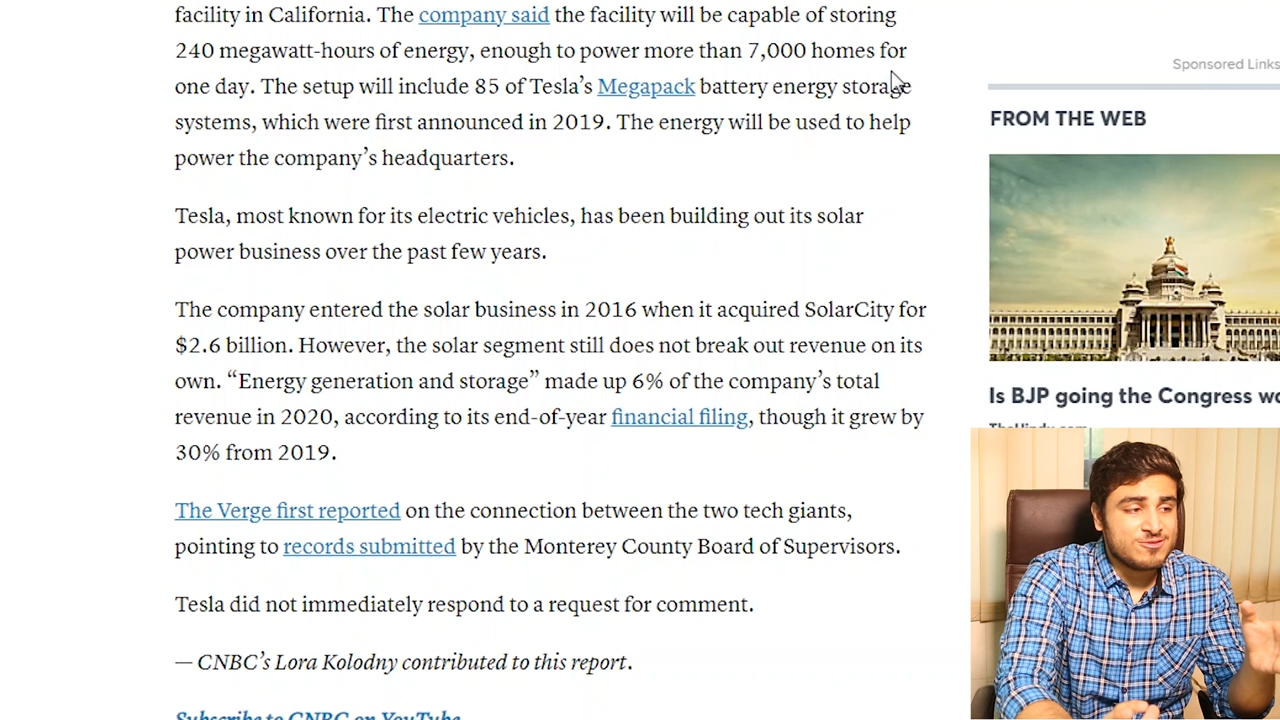 facility in California. The company said the facility will be capable of storing
240 megawatt-hours of energy, enough to power more than 7,000 homes for
one day. The setup will include 85 of Tesla’s Megapack battery energy storage
systems, which were first announced in 2019. The energy will be used to help
power the company’s headquarters.
Tesla, most known for its electric vehicles, has been building out its solar
power business over the past few years.
The company entered the solar business in 2016 when it acquired SolarCity for
$2.6 billion. However, the solar segment still does not break out revenue on its
own. “Energy generation and storage” made up 6% of the company’s total
revenue in 2020, according to its end-of-year financial filing, though it grew by
30% from 2019.
The Verge first reported on the connection between the two tech giants,
pointing to records submitted by the Monterey County Board of Supervisors.
Tesla did not immediately respond to a request for comment.
— CNBC’s Lora Kolodny contributed to this report.
Subscribe to CNBC on YouTube
Sponsored Links
FROM THE WEB
Is BJP going the Congress
TheHindu.com